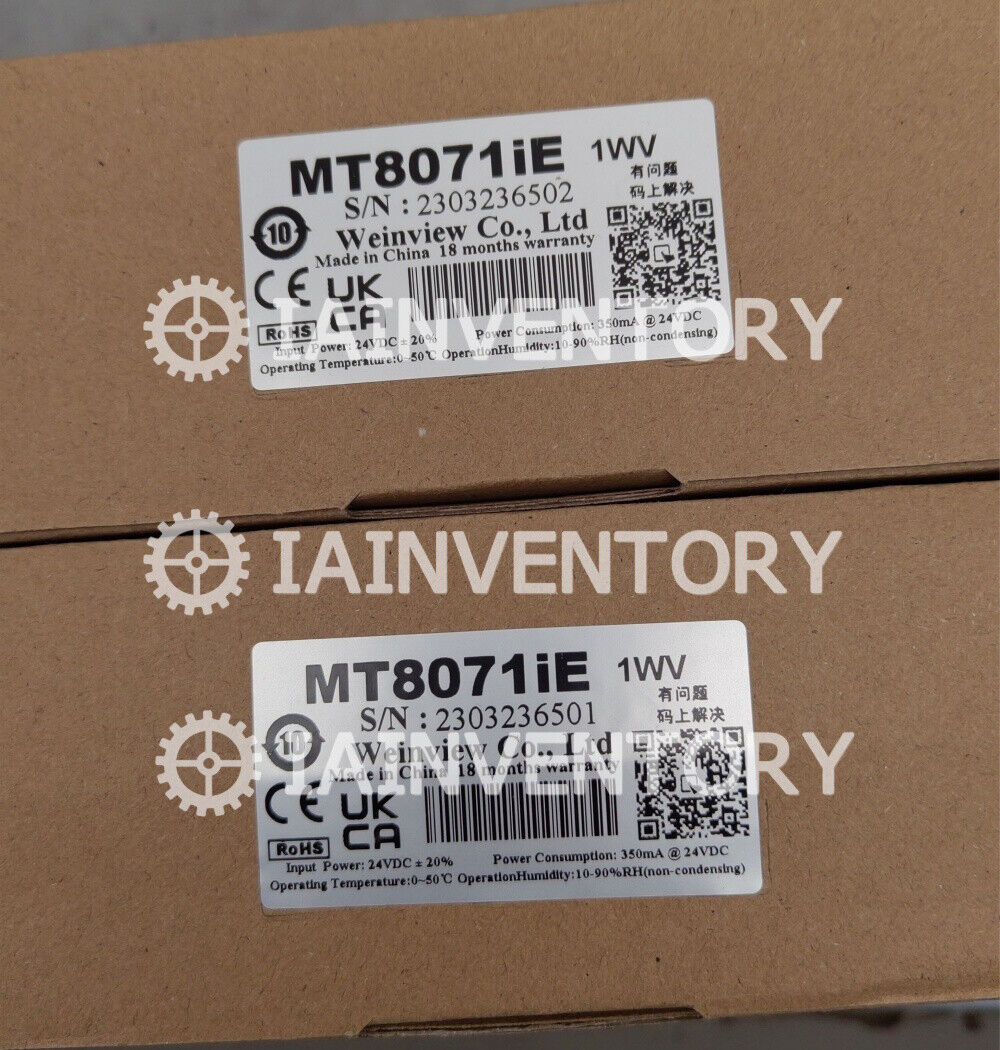 MT8071iE 1WV
有问题
码上解决
S/N : 2303236502
10
Weinview Co., Ltd
Made in China 18 months warranty
CE UK
CA
RoHS
Input Power: 24VDC ± 20% Power Consumption: 350mA @ 24VDC
Operating Temperature:0~50℃ OperationHumidity:10-90%RH(non-condensing)
IAINVENTORY
IAINVENTORY
MT8071iE 1WV
有问题
码上解决
S/N : 2303236501
10
Weinview Co., Ltd
Made in China 18 months warranty
IAINVENTORY
CE UK
CA
RoHS
Input Power: 24VDC ± 20% Power Consumption: 350mA @ 24VDC
Operating Temperature:0~50℃ OperationHumidity:10-90%RH(non-condensing)